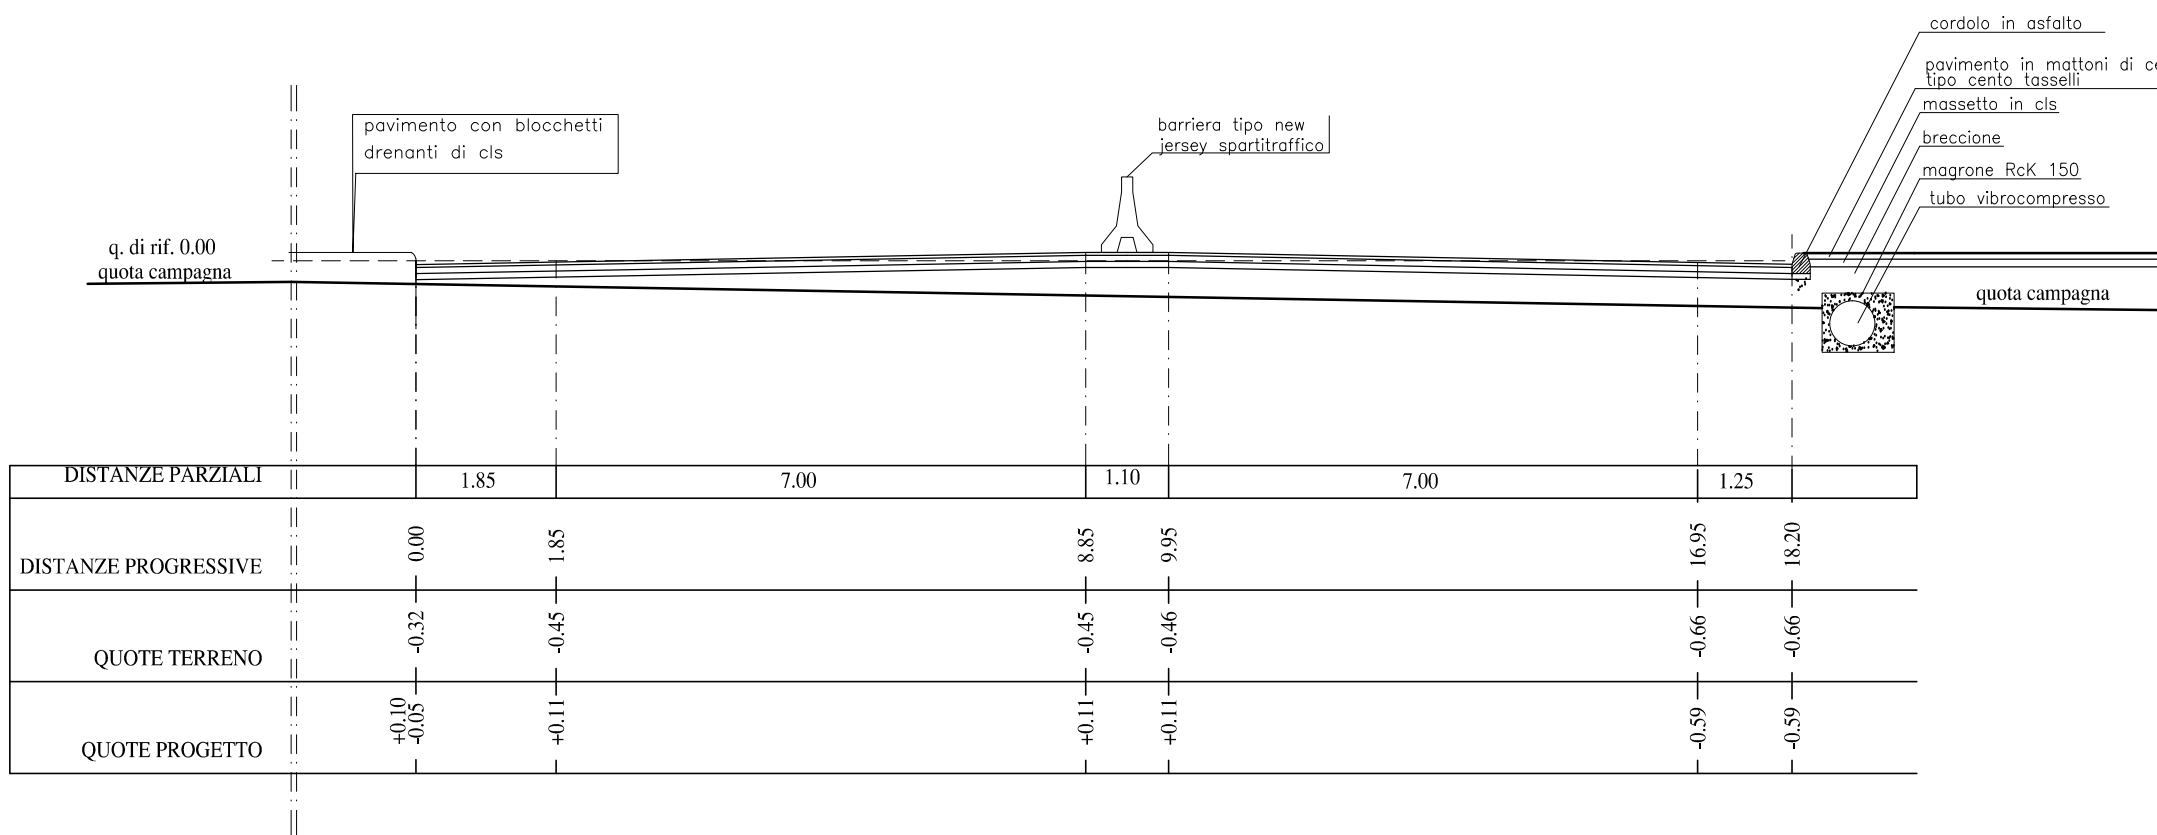 cordolo in asfalto
pavimento in mattoni di
tipo cento tasselli
massetto in cls
breccione
magrone RcK 150
tubo vibrocompresso
pavimento con blocchetti
drenanti di cls
barriera tipo new
jersey spartitraffico
q. di rif. 0.00
quota campagna
quota campagna
DISTANZE PARZIALI 1.85 7.00 1.10 7.00 1.25
DISTANZE PROGRESSIVE 0.00 1.85 8.85 9.95 16.95 18.20
QUOTE TERRENO -0.32 -0.45 -0.45 -0.46 -0.66 -0.66
QUOTE PROGETTO +0.10 -0.05 +0.11 +0.11 +0.11 -0.59 -0.59